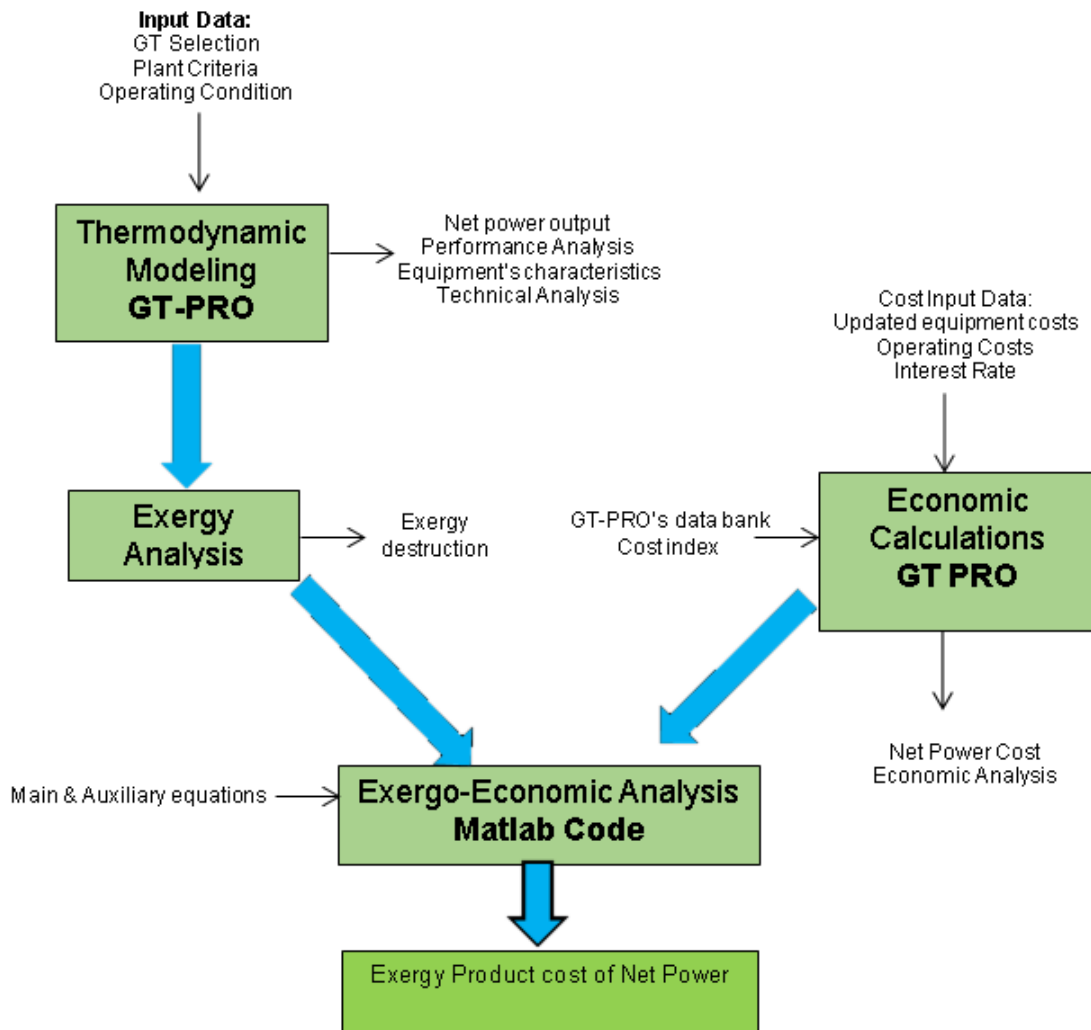 Input Data:
GT Selection
Plant Criteria
Operating Condition
Thermodynamic
Modeling
GT-PRO
Net power output
Performance Analysis
Equipment's characteristics
Technical Analysis
Cost Input Data:
Updated equipment costs
Operating Costs
Interest Rate
Exergy
Analysis
Exergy
destruction
GT-PRO's data bank
Cost index
Economic
Calculations
GT PRO
Net Power Cost
Economic Analysis
Main & Auxiliary equations
Exergo-Economic Analysis
Matlab Code
Exergy Product cost of Net Power